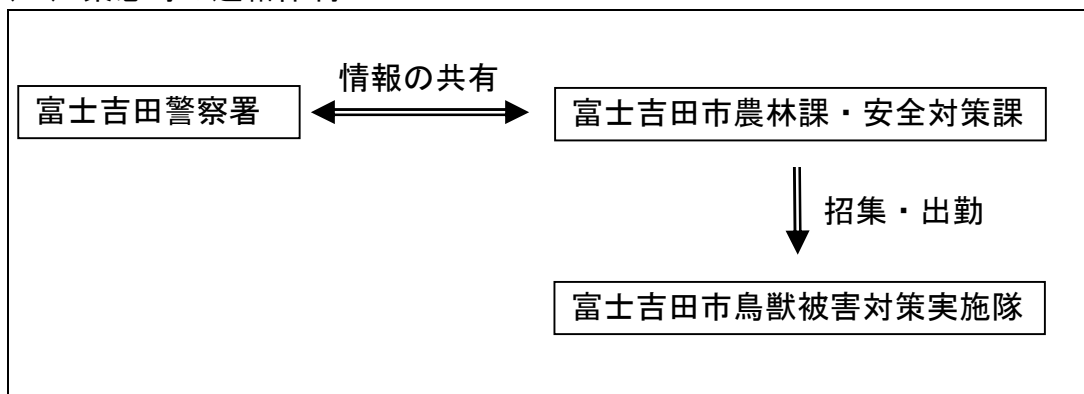 情報の共有
富士吉田警察署
富士吉田市農林課・安全対策課
招集・出勤
富士吉田市鳥獣被害対策実施隊